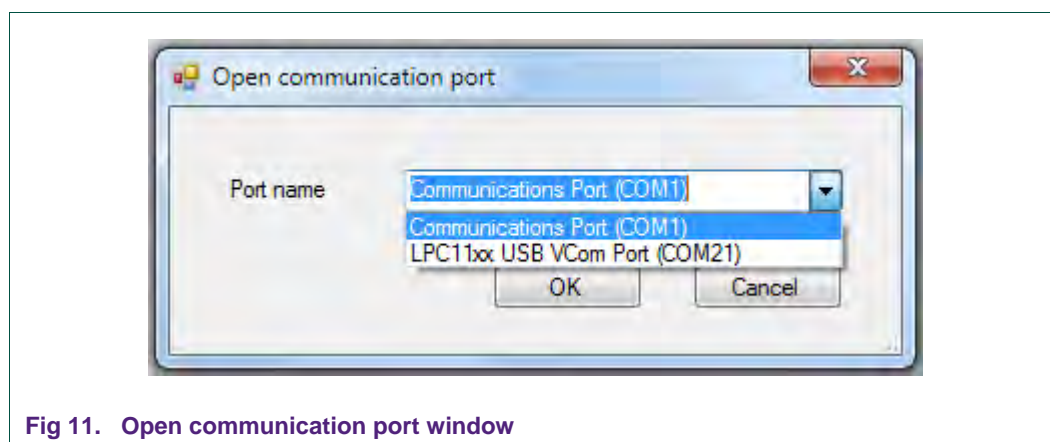 Open communication port
Port name
Communications Port (COM1)
Communications Port (COM1)
LPC11xx USB VCom Port (COM21)
OK Cancel
Fig 11. Open communication port window